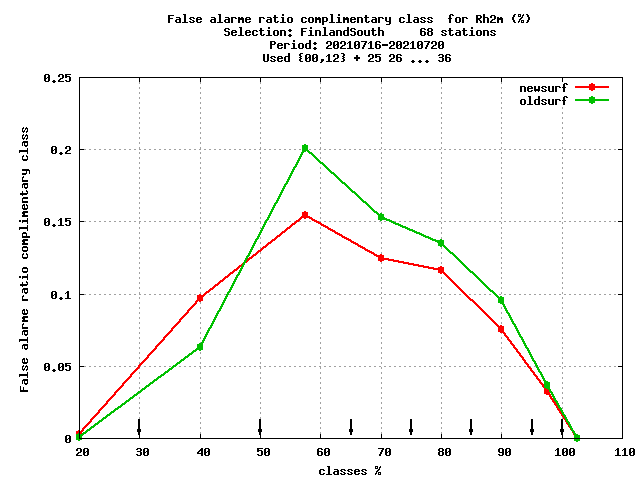 False alarme ratio complimentary class  for Rh2m (%)
Selection: FinlandSouth     68 stations
Period: 20210716-20210720
Used {00,12} + 25 26 ... 36
newsurf
oldsurf
0.25
0.2
0.15
0.1
0.05
0
False alarme ratio complimentary class
20 30 40 50 60 70 80 90 100 110
classes %